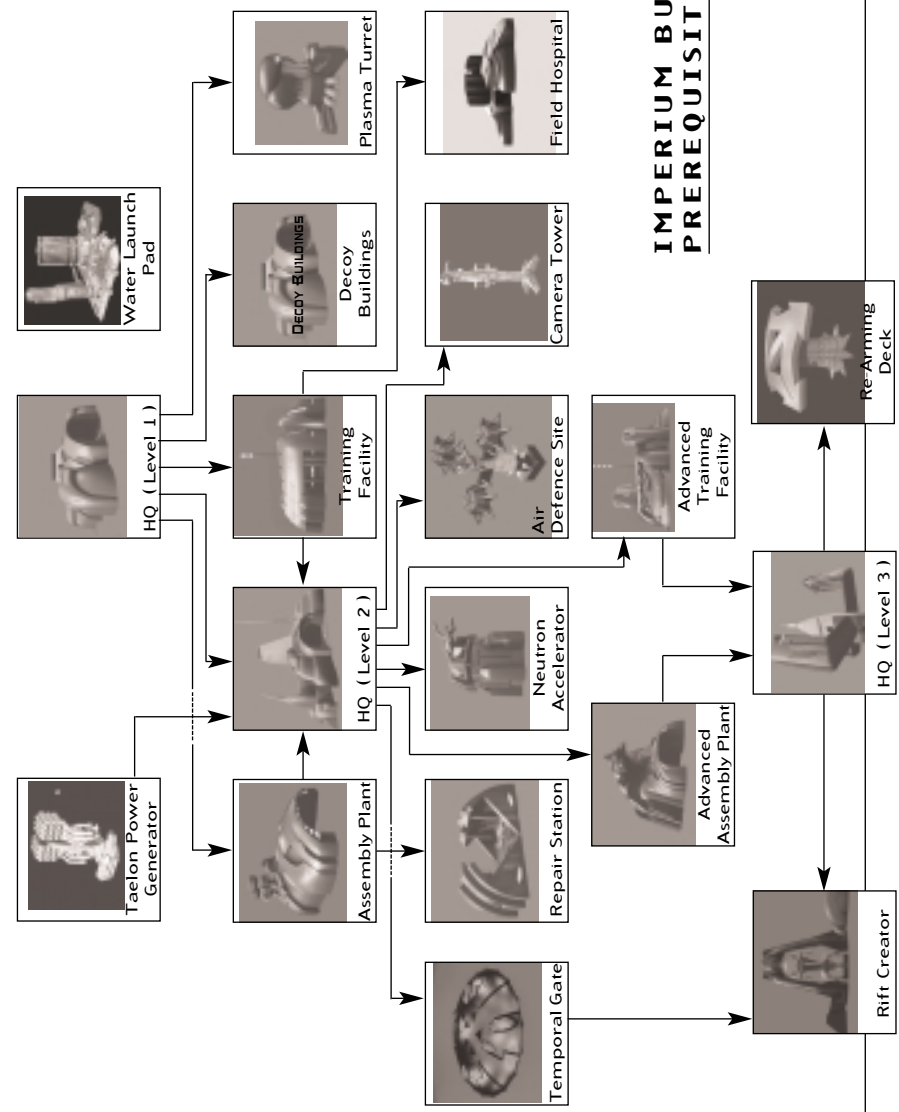 Water Launch
Pad
HQ (Level 1)
Taelon Power
Generator
Plasma Turret
DECOY BUILDINGS
Decoy
Buildings
Training
Facility
HQ (Level 2)
Assembly Plant
Field Hospital
Camera Tower
Air
Defence Site
Neutron
Accelerator
Repair Station
Temporal Gate
Advanced
Training
Facility
Advanced
Assembly Plant
IMPERIUM BU
PREREQUISIT
Re-Arming
Deck
HQ (Level 3)
Rift Creator